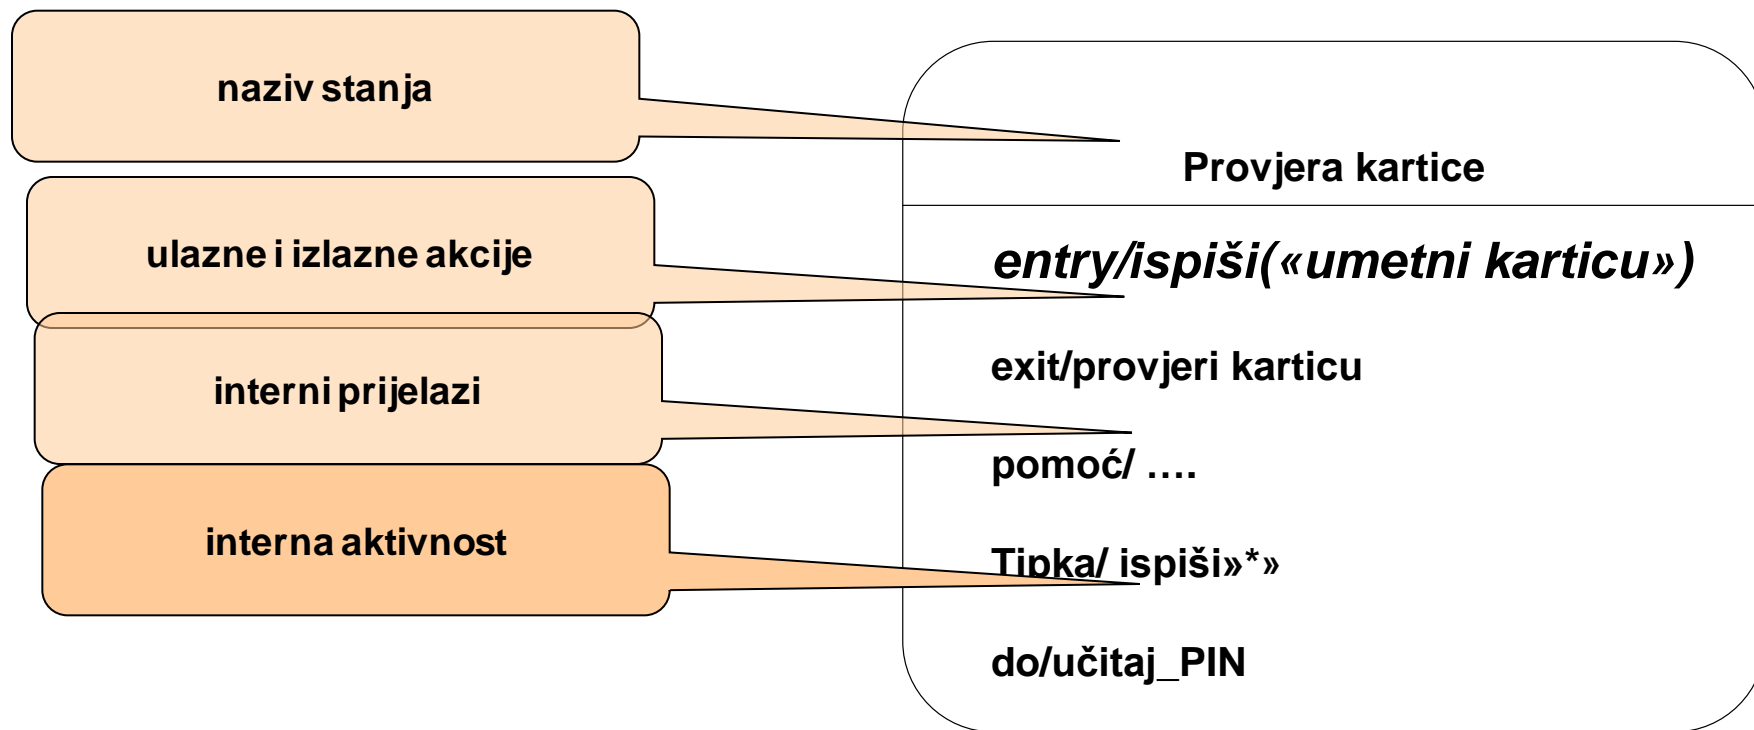 naziv stanja
ulazne i izlazne akcije
interni prijelazi
interna aktivnost
Provjera kartice
entry/ispiši(«umetni karticu»)
exit/provjeri karticu
pomoć/ ....
Tipka/ ispiši»*»
do/učitaj_PIN